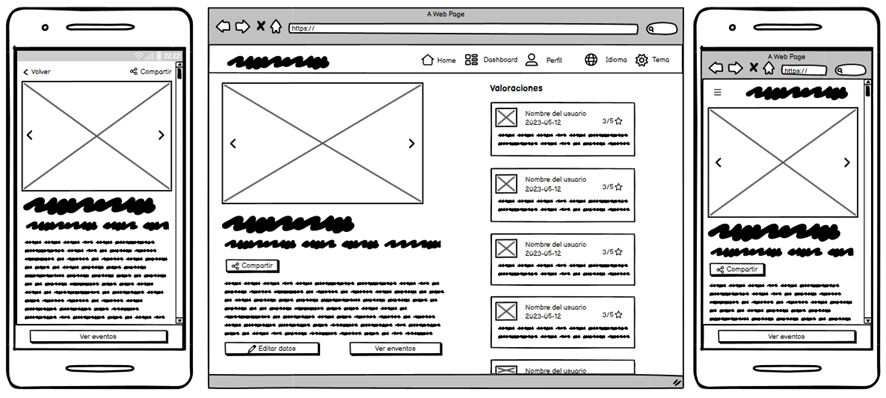 22:22
Volver
Compartir
Ver eventos
A Web Page
https://
Home
Dashboard
Perfil
Idioma
Tema
Compartir
Editar datos
Ver enventos
Valoraciones
Nombre del usuario
2023-05-12
3/5
Nombre del usuario
2023-05-12
3/5
Nombre del usuario
2023-05-12
3/5
Nombre del usuario
2023-05-12
3/5
Nombre del usuario
A Web Page
https://
Compartir
Ver eventos